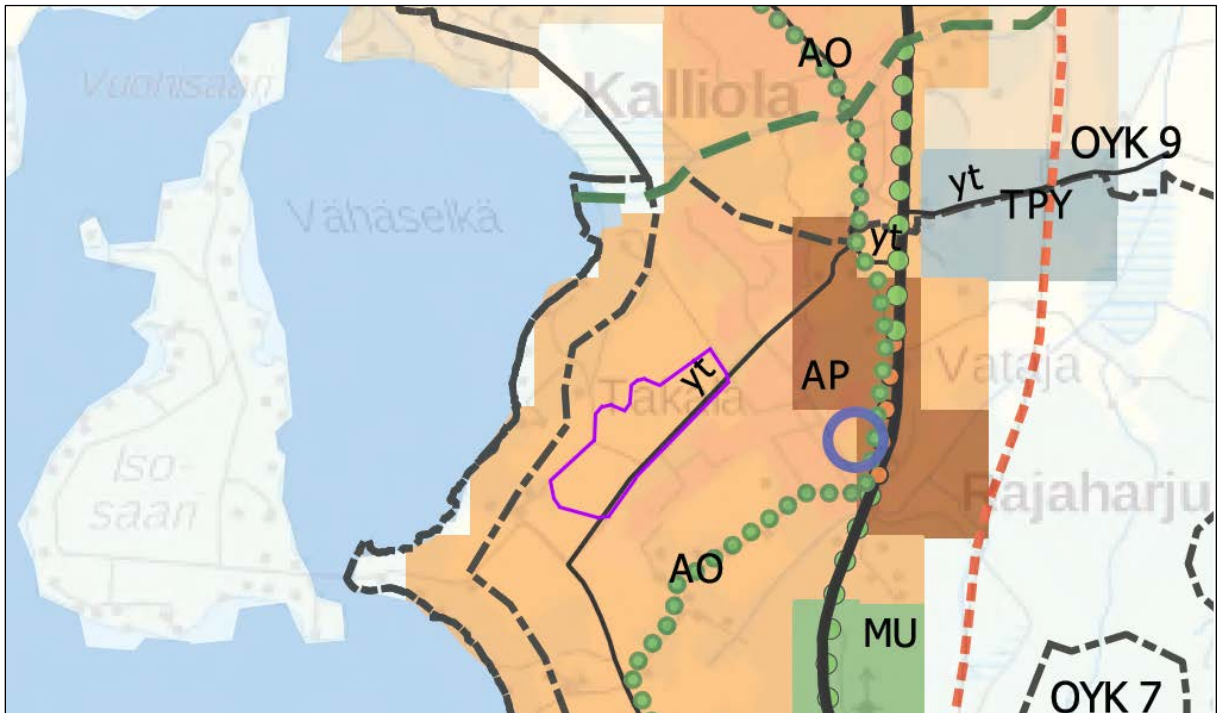 AO
Vuohisaari
Kalliola
OYK 9
yt
TPY
Vähäselkä
yt
yt
AP
Vataja
Takala
Iso-
saari
Rajaharju
AO
MU
OYK 7